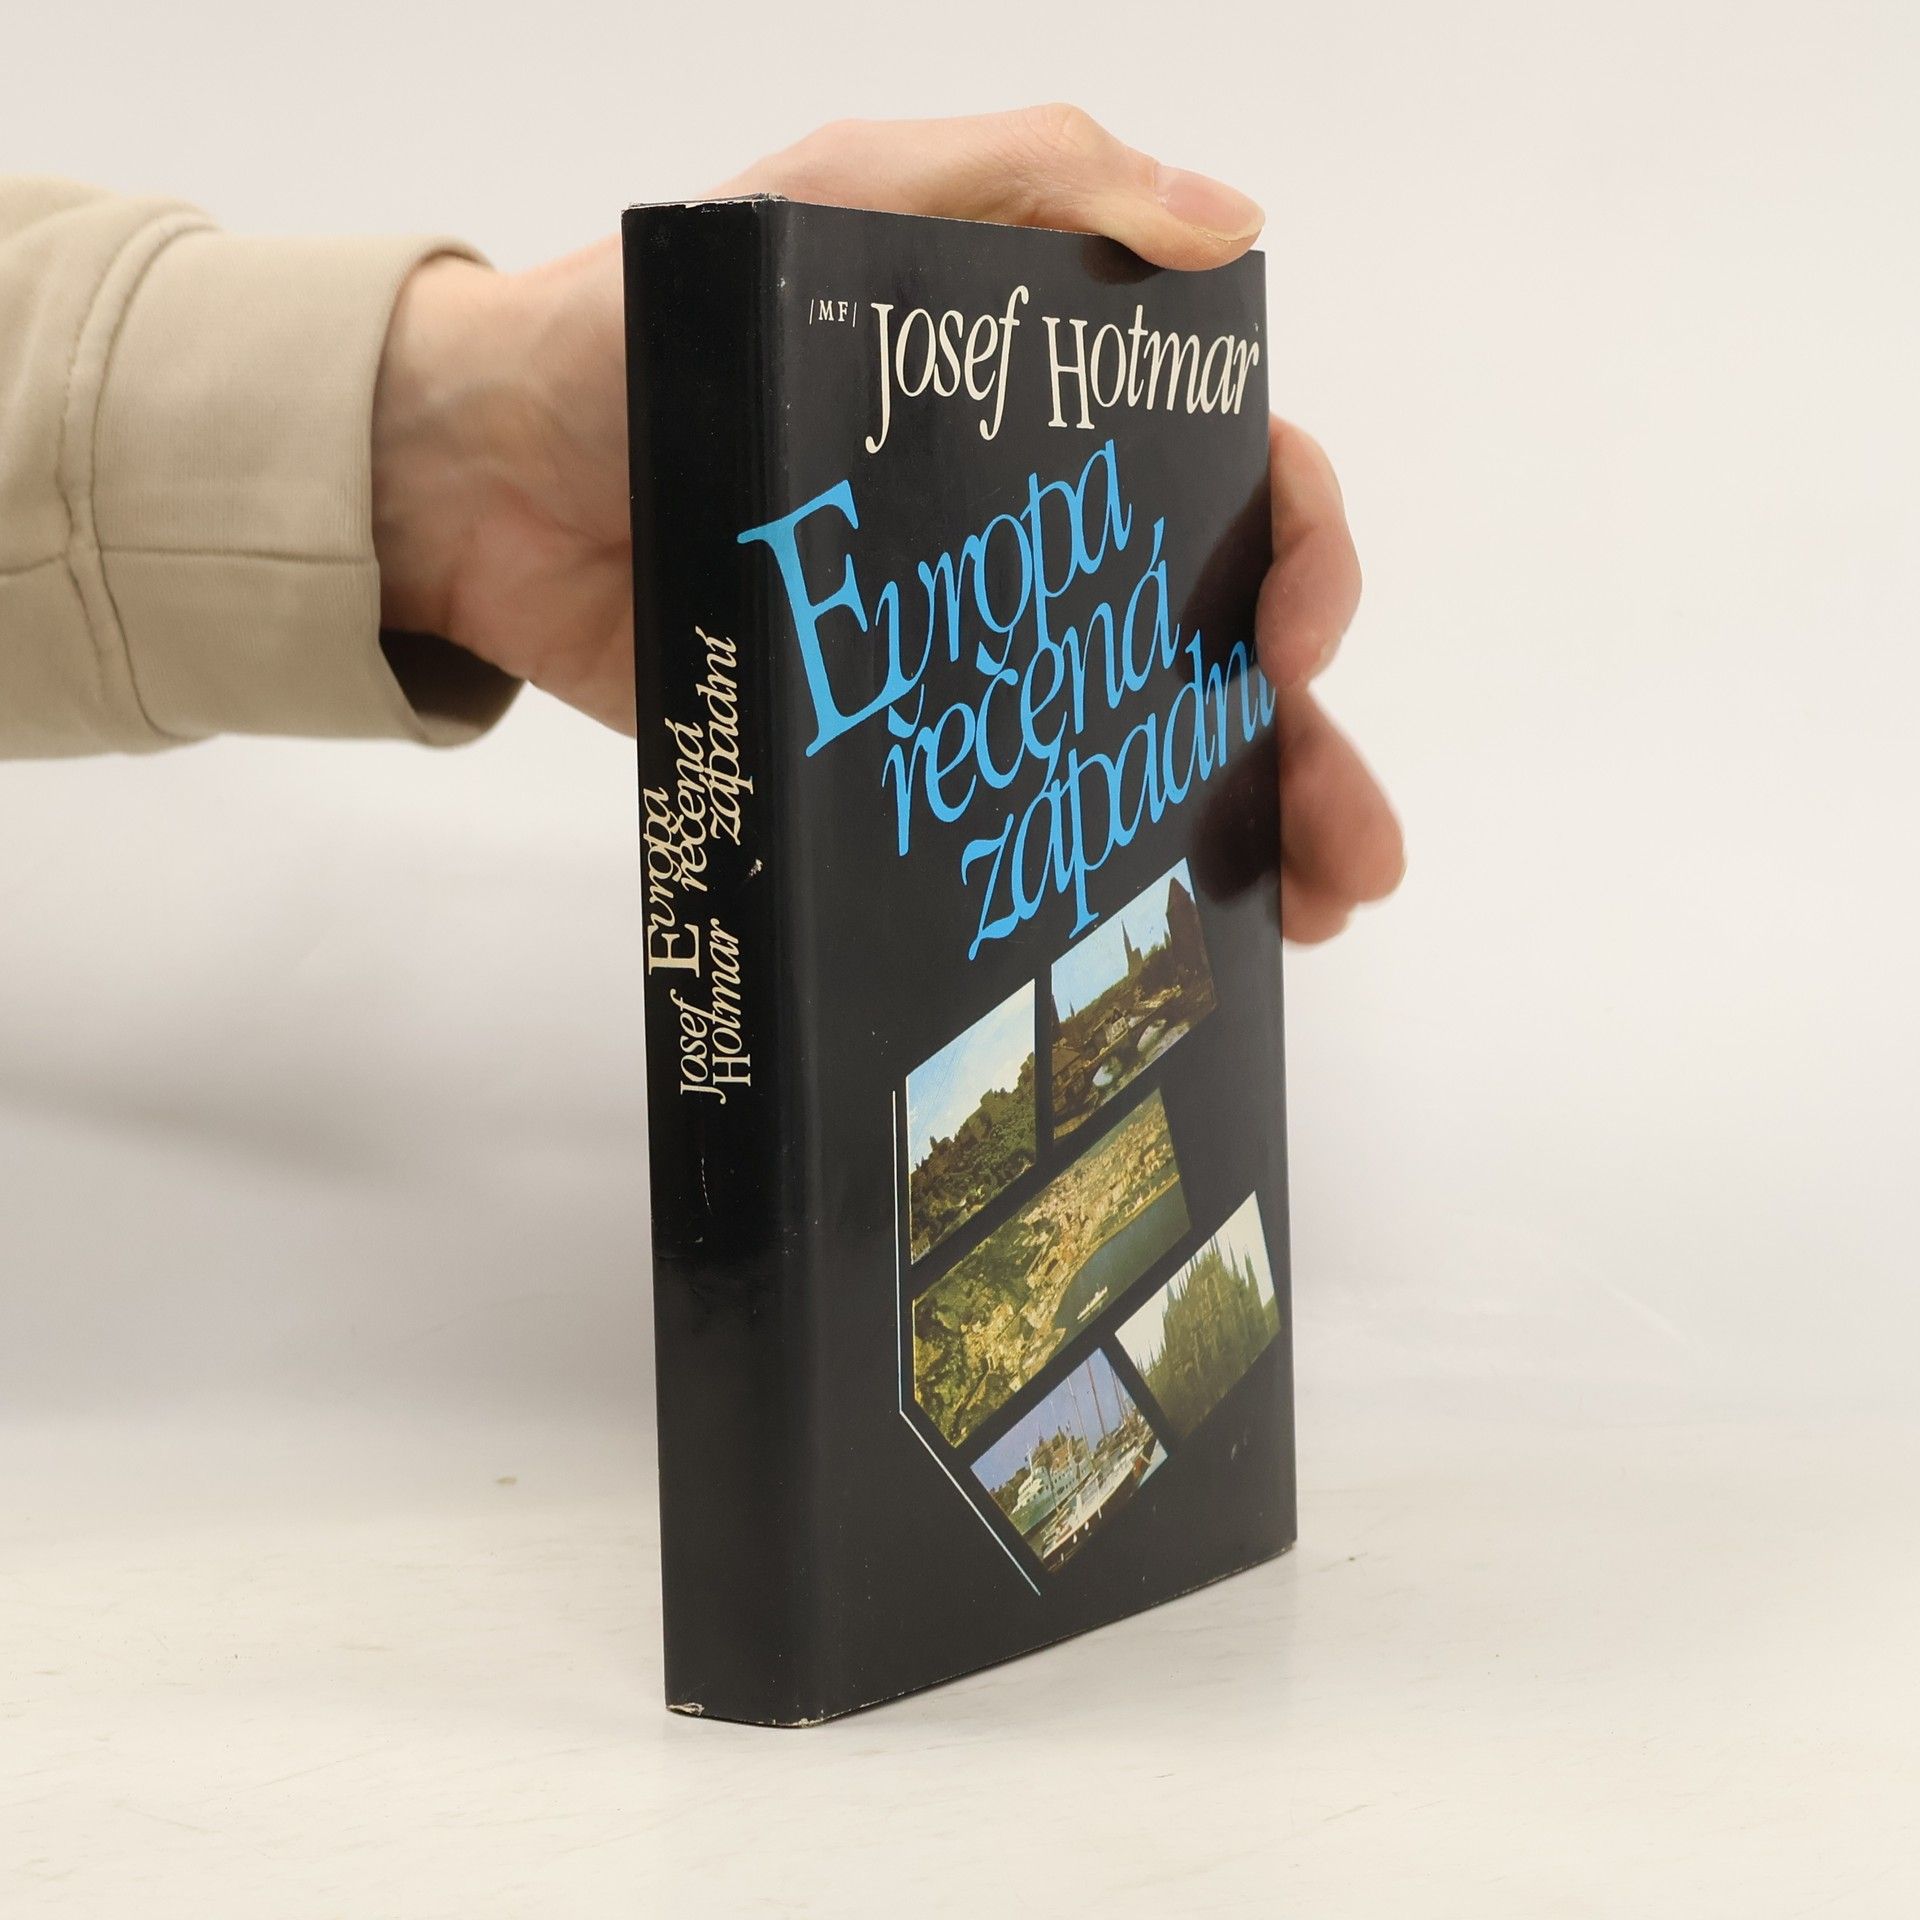 |MF| Josef Hotmar
Evropa
řečená
západní
Josef Evropa
Hotmar řečená
západní